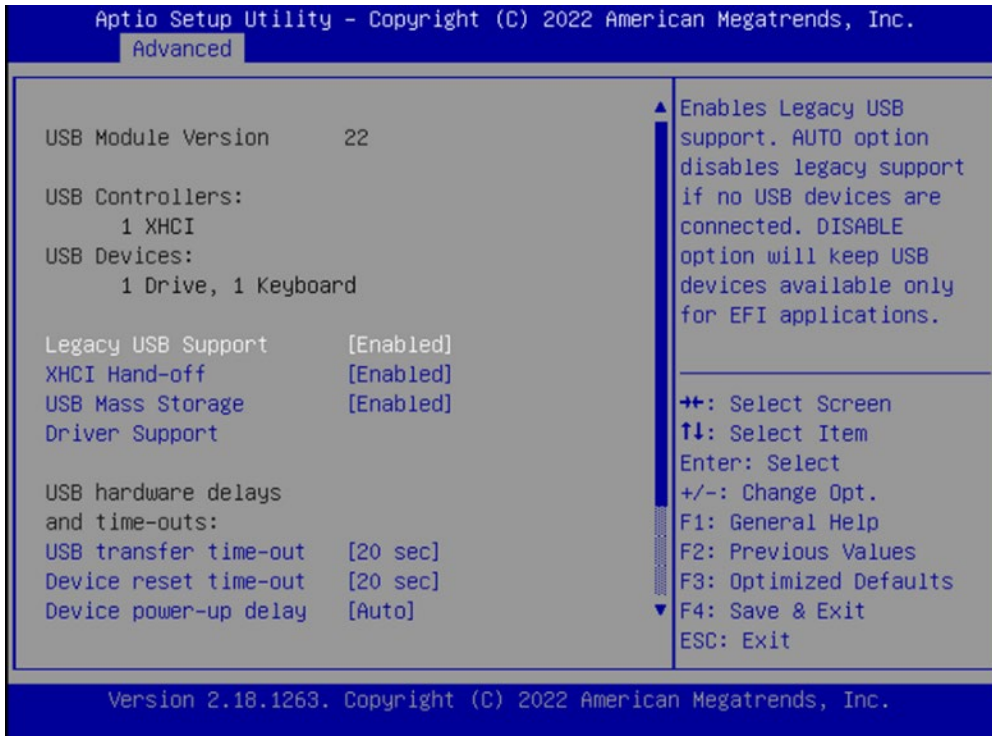 Aptio Setup Utility – Copyright (C) 2022 American Megatrends, Inc.
Advanced
USB Module Version 22
USB Controllers:
1 XHCI
USB Devices:
1 Drive, 1 Keyboard
Legacy USB Support [Enabled]
XHCI Hand-off [Enabled]
USB Mass Storage [Enabled]
Driver Support
USB hardware delays
and time-outs:
USB transfer time-out [20 sec]
Device reset time-out [20 sec]
Device power-up delay [Auto]
Enables Legacy USB
support. AUTO option
disables legacy support
if no USB devices are
connected. DISABLE
option will keep USB
devices available only
for EFI applications.
→←: Select Screen
↑↓: Select Item
Enter: Select
+/-: Change Opt.
F1: General Help
F2: Previous Values
F3: Optimized Defaults
F4: Save & Exit
ESC: Exit
Version 2.18.1263. Copyright (C) 2022 American Megatrends, Inc.